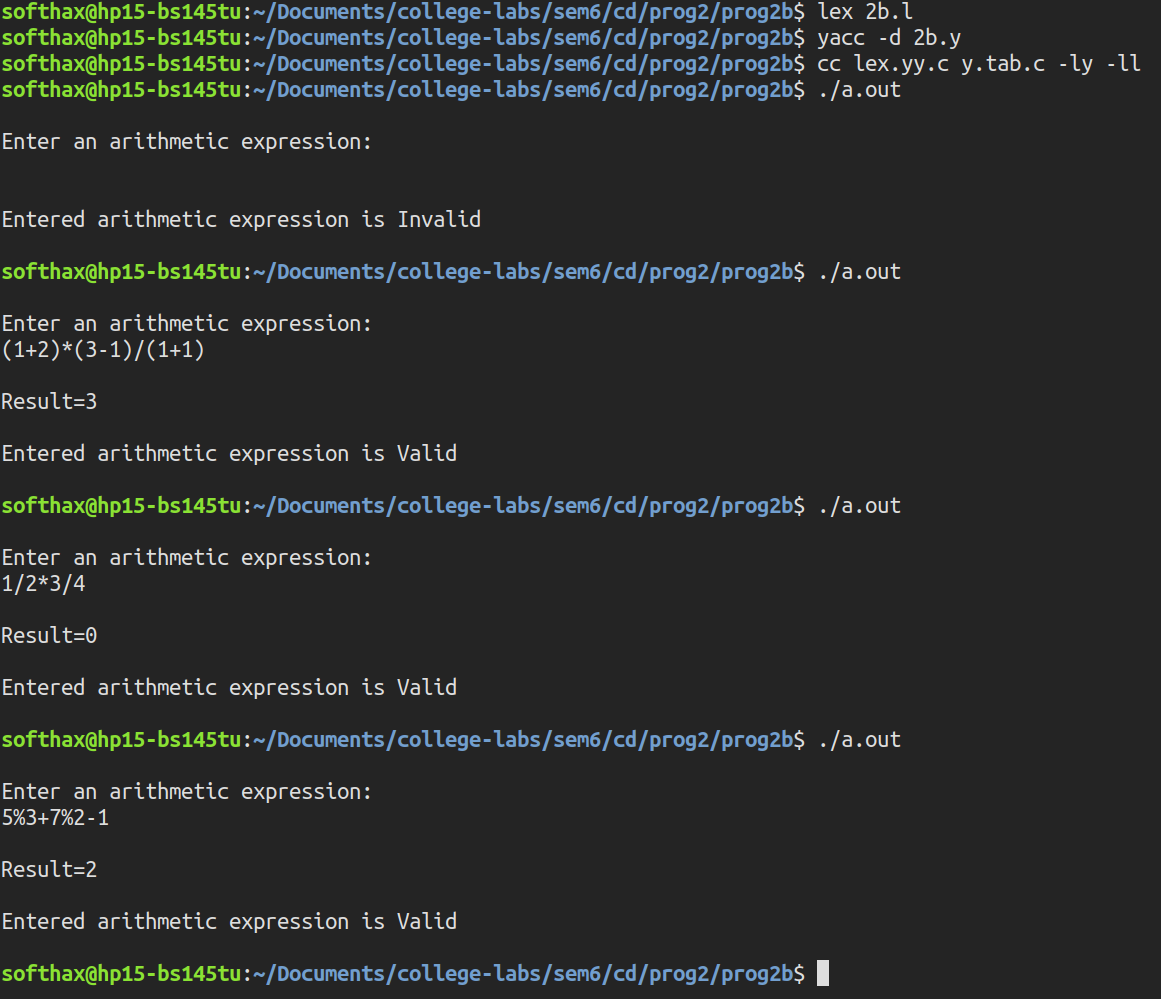 softhax@hp15-bs145tu:~/Documents/college-labs/sem6/cd/prog2/prog2b$ lex 2b.l
softhax@hp15-bs145tu:~/Documents/college-labs/sem6/cd/prog2/prog2b$ yacc -d 2b.y
softhax@hp15-bs145tu:~/Documents/college-labs/sem6/cd/prog2/prog2b$ cc lex.yy.c y.tab.c -ly -ll
softhax@hp15-bs145tu:~/Documents/college-labs/sem6/cd/prog2/prog2b$ ./a.out
Enter an arithmetic expression:
Entered arithmetic expression is Invalid
softhax@hp15-bs145tu:~/Documents/college-labs/sem6/cd/prog2/prog2b$ ./a.out
Enter an arithmetic expression:
(1+2)*(3-1)/(1+1)
Result=3
Entered arithmetic expression is Valid
softhax@hp15-bs145tu:~/Documents/college-labs/sem6/cd/prog2/prog2b$ ./a.out
Enter an arithmetic expression:
1/2*3/4
Result=0
Entered arithmetic expression is Valid
softhax@hp15-bs145tu:~/Documents/college-labs/sem6/cd/prog2/prog2b$ ./a.out
Enter an arithmetic expression:
5%3+7%2-1
Result=2
Entered arithmetic expression is Valid
softhax@hp15-bs145tu:~/Documents/college-labs/sem6/cd/prog2/prog2b$